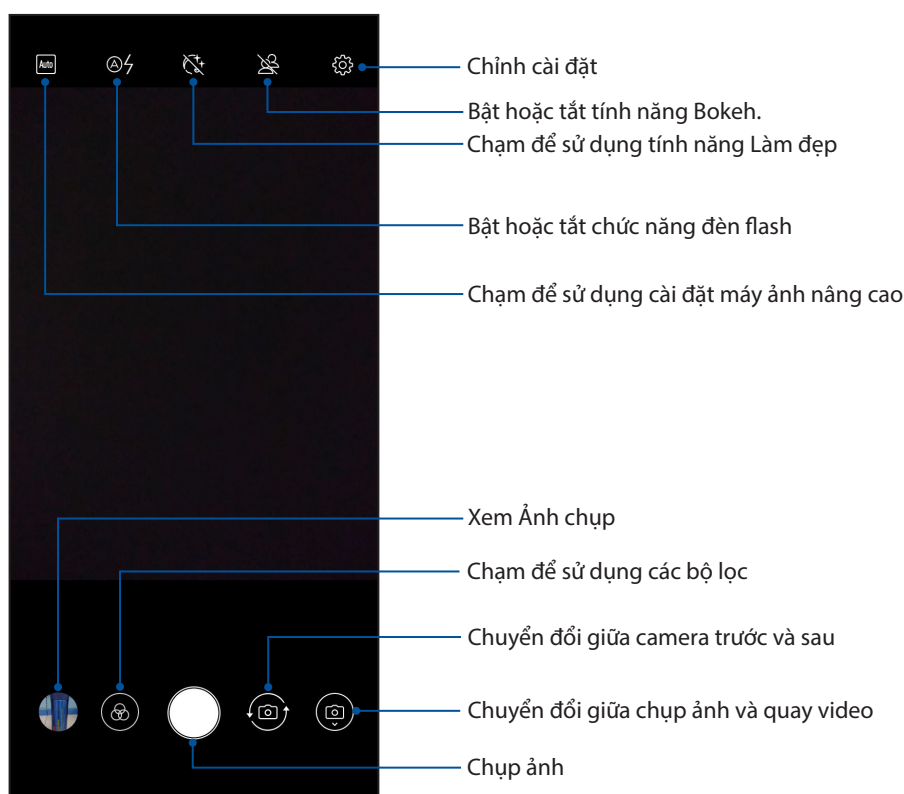 Auto
Chỉnh cài đặt
Bật hoặc tắt tính năng Bokeh.
Chạm để sử dụng tính năng Làm đẹp
Bật hoặc tắt chức năng đèn flash
Chạm để sử dụng cài đặt máy ảnh nâng cao
Xem Ảnh chụp
Chạm để sử dụng các bộ lọc
Chuyển đổi giữa camera trước và sau
Chuyển đổi giữa chụp ảnh và quay video
Chụp ảnh